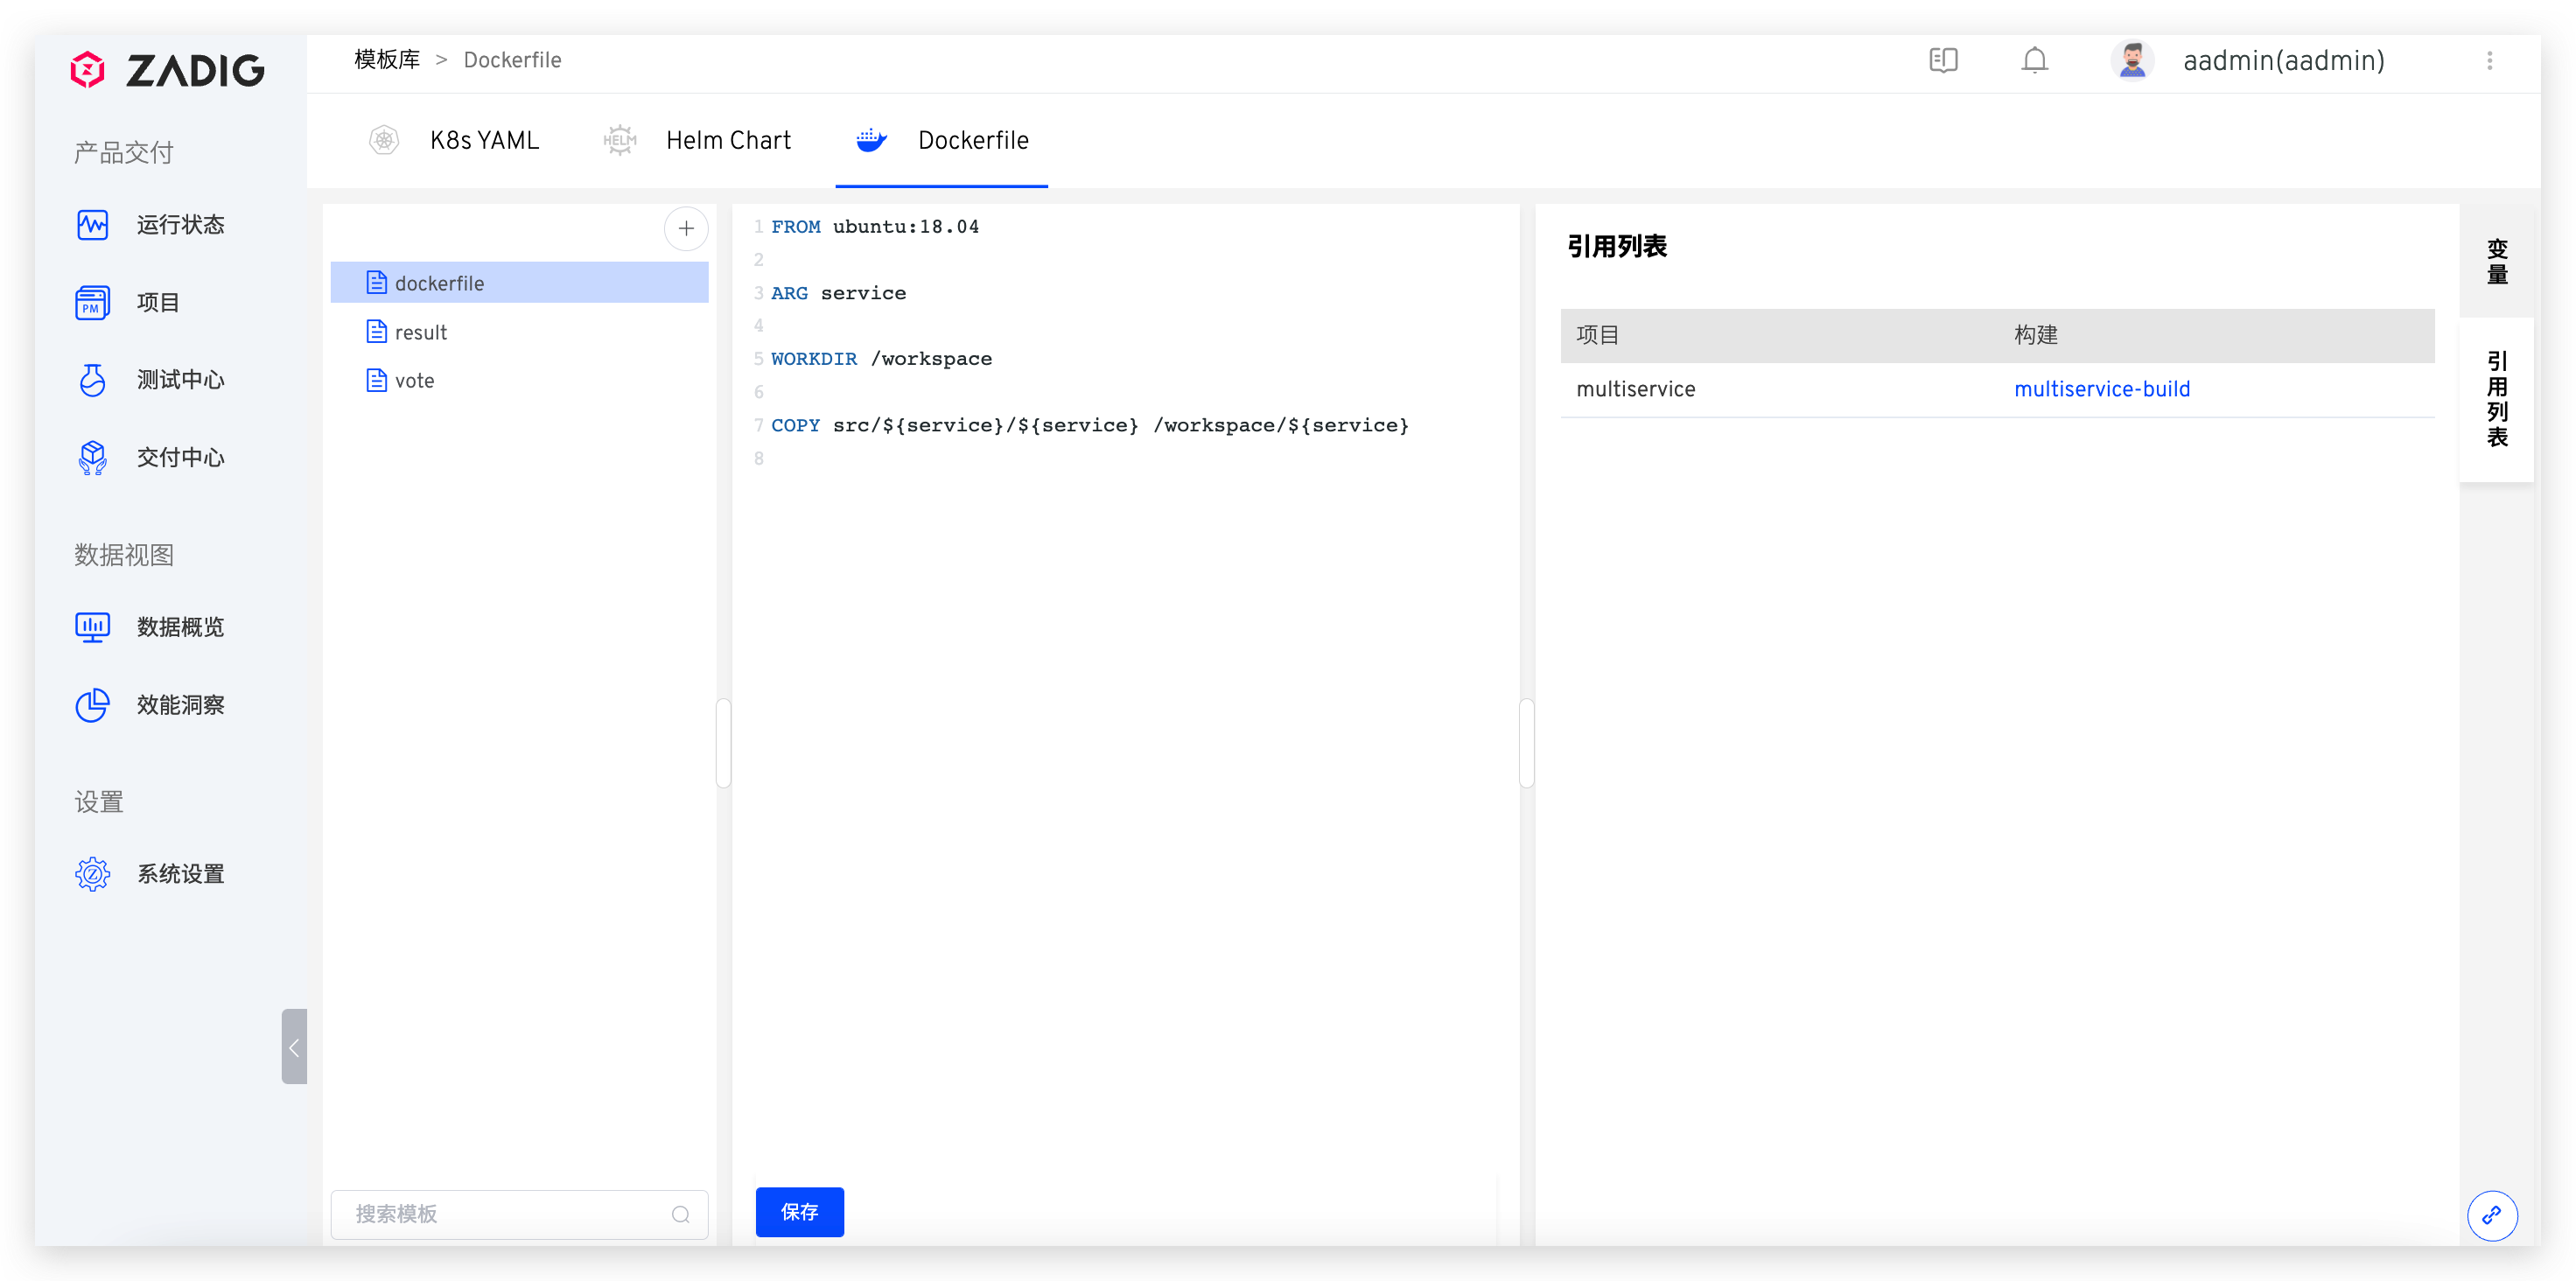 ZADIG
模板库 > Dockerfile
aadmin(aadmin)
产品交付
运行状态
PM
项目
测试中心
交付中心
数据视图
数据概览
效能洞察
设置
系统设置
K8s YAML
HELM
Helm Chart
Dockerfile
dockerfile
result
vote
搜索模板
1 FROM ubuntu:18.04
2
3 ARG service
4
5 WORKDIR /workspace
6
7 COPY src/${service}/${service} /workspace/${service}
8
保存
引用列表
项目 构建
multiservice multiservice-build
变量
引用列表